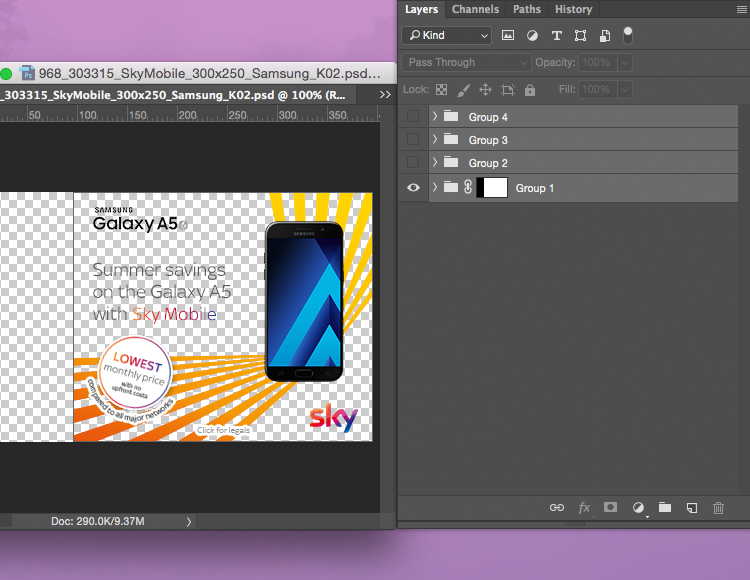 Layers Channels Paths History
Kind
968_303315_SkyMobile_300x250_Samsung_K02.psd...
Pass Through Opacity: 100%
_303315_SkyMobile_300x250_Samsung_K02.psd @ 100% (R...
Lock: Fill: 100%
50 100 150 200 250 300 350
Group 4
Group 3
Group 2
Group 1
SAMSUNG
Galaxy A5
SAMSUNG
Summer savings
on the Galaxy A5
with Sky Mobile
LOWEST
monthly price
with no
upfront costs
compared to all major networks
sky
Click for legals
fx
Doc: 290.0K/9.37M